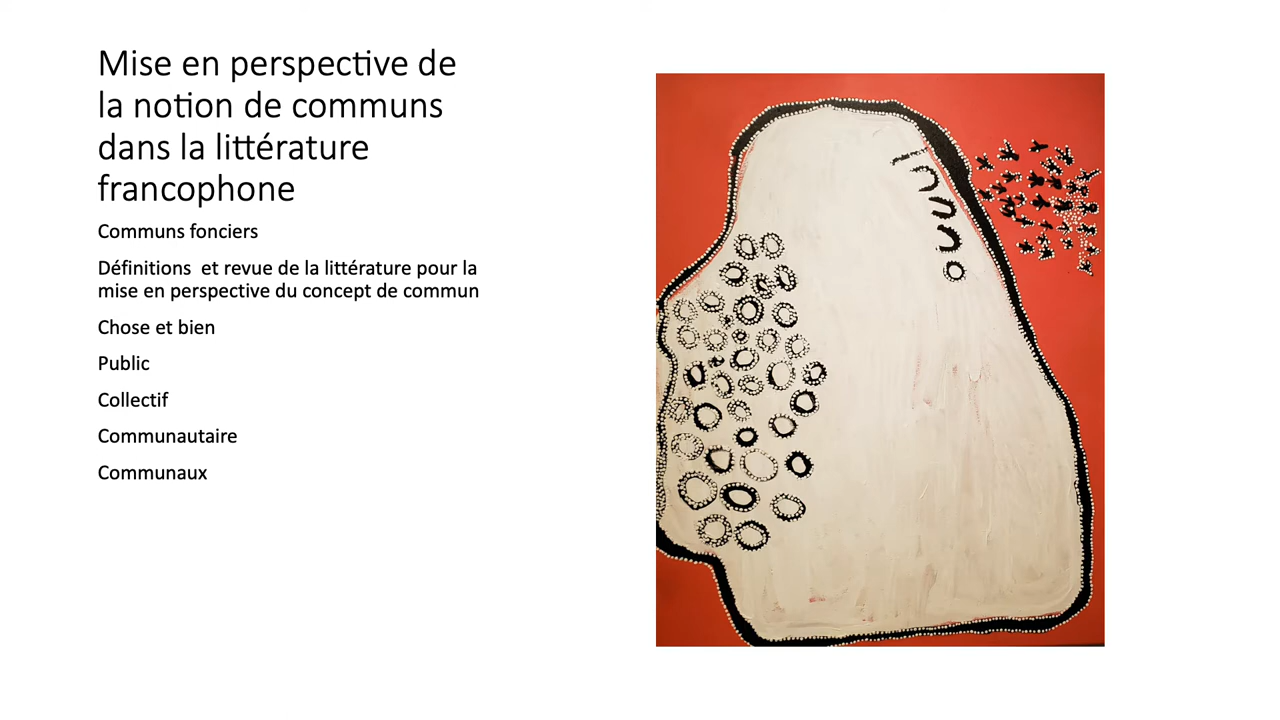 Mise en perspective de
la notion de communs
dans la littérature
francophone
Communs fonciers
Définitions et revue de la littérature pour la
mise en perspective du concept de commun
Chose et bien
Public
Collectif
Communautaire
Communaux